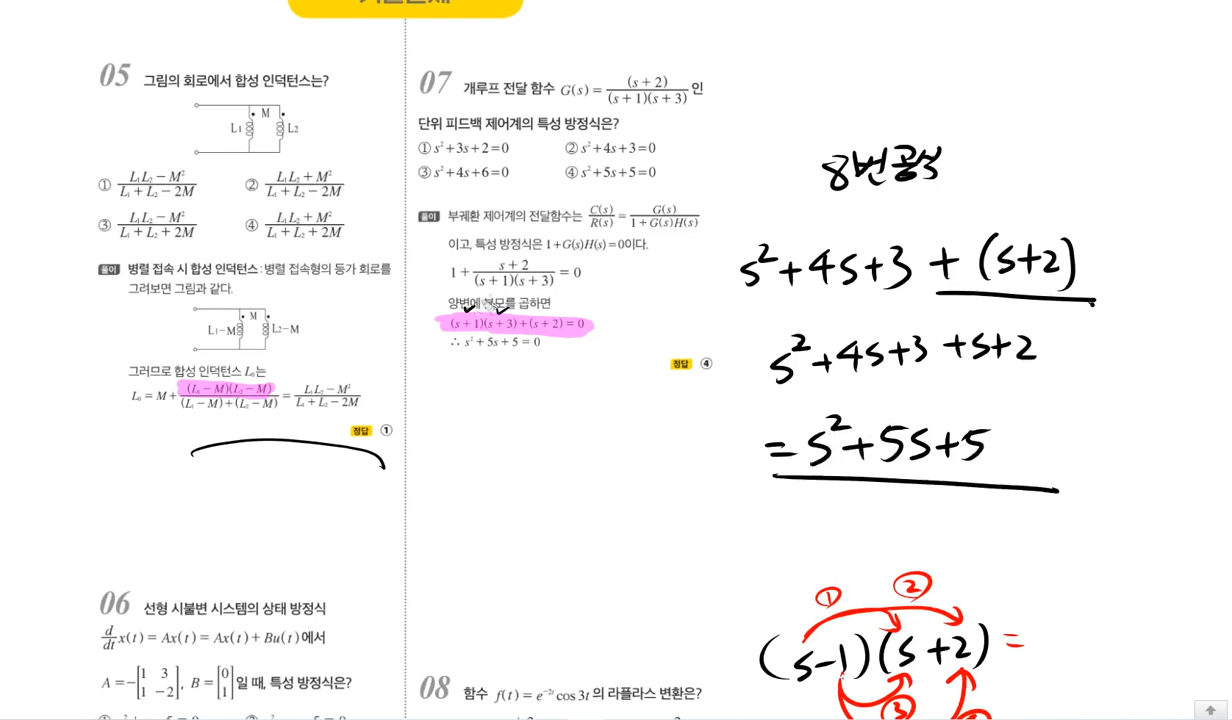 05 그림의 회로에서 합성 인덕턴스는?
M
L1 L2
① (L₁L₂ − M²)/(L₁ + L₂ − 2M) ② (L₁L₂ + M²)/(L₁ + L₂ − 2M)
③ (L₁L₂ − M²)/(L₁ + L₂ + 2M) ④ (L₁L₂ + M²)/(L₁ + L₂ + 2M)
풀이 병렬 접속 시 합성 인덕턴스 : 병렬 접속형의 등가 회로를
그려보면 그림과 같다.
M
L1−M L2−M
그러므로 합성 인덕턴스 L₀는
L₀ = M + (L₁ − M)(L₂ − M)/((L₁ − M) + (L₂ − M)) = (L₁L₂ − M²)/(L₁ + L₂ − 2M)
정답 ①
06 선형 시불변 시스템의 상태 방정식
d/dt x(t) = Ax(t) = Ax(t) + Bu(t) 에서
A = −[1 3; 1 −2], B = [0; 1] 일 때, 특성 방정식은?
07 개루프 전달 함수 G(s) = (s + 2)/((s + 1)(s + 3)) 인
단위 피드백 제어계의 특성 방정식은?
① s² + 3s + 2 = 0 ② s² + 4s + 3 = 0
③ s² + 4s + 6 = 0 ④ s² + 5s + 5 = 0
풀이 부궤환 제어계의 전달함수는 C(s)/R(s) = G(s)/(1 + G(s)H(s))
이고, 특성 방정식은 1 + G(s)H(s) = 0이다.
1 + (s + 2)/((s + 1)(s + 3)) = 0
양변에 분모를 곱하면
(s + 1)(s + 3) + (s + 2) = 0
∴ s² + 5s + 5 = 0
정답 ④
08 함수 f(t) = e⁻²ᵗ cos 3t 의 라플라스 변환은?
8번공식
s² + 4s + 3 + (s + 2)
s² + 4s + 3 + s + 2
= s² + 5s + 5
① ②
(s − 1)(s + 2) =
③